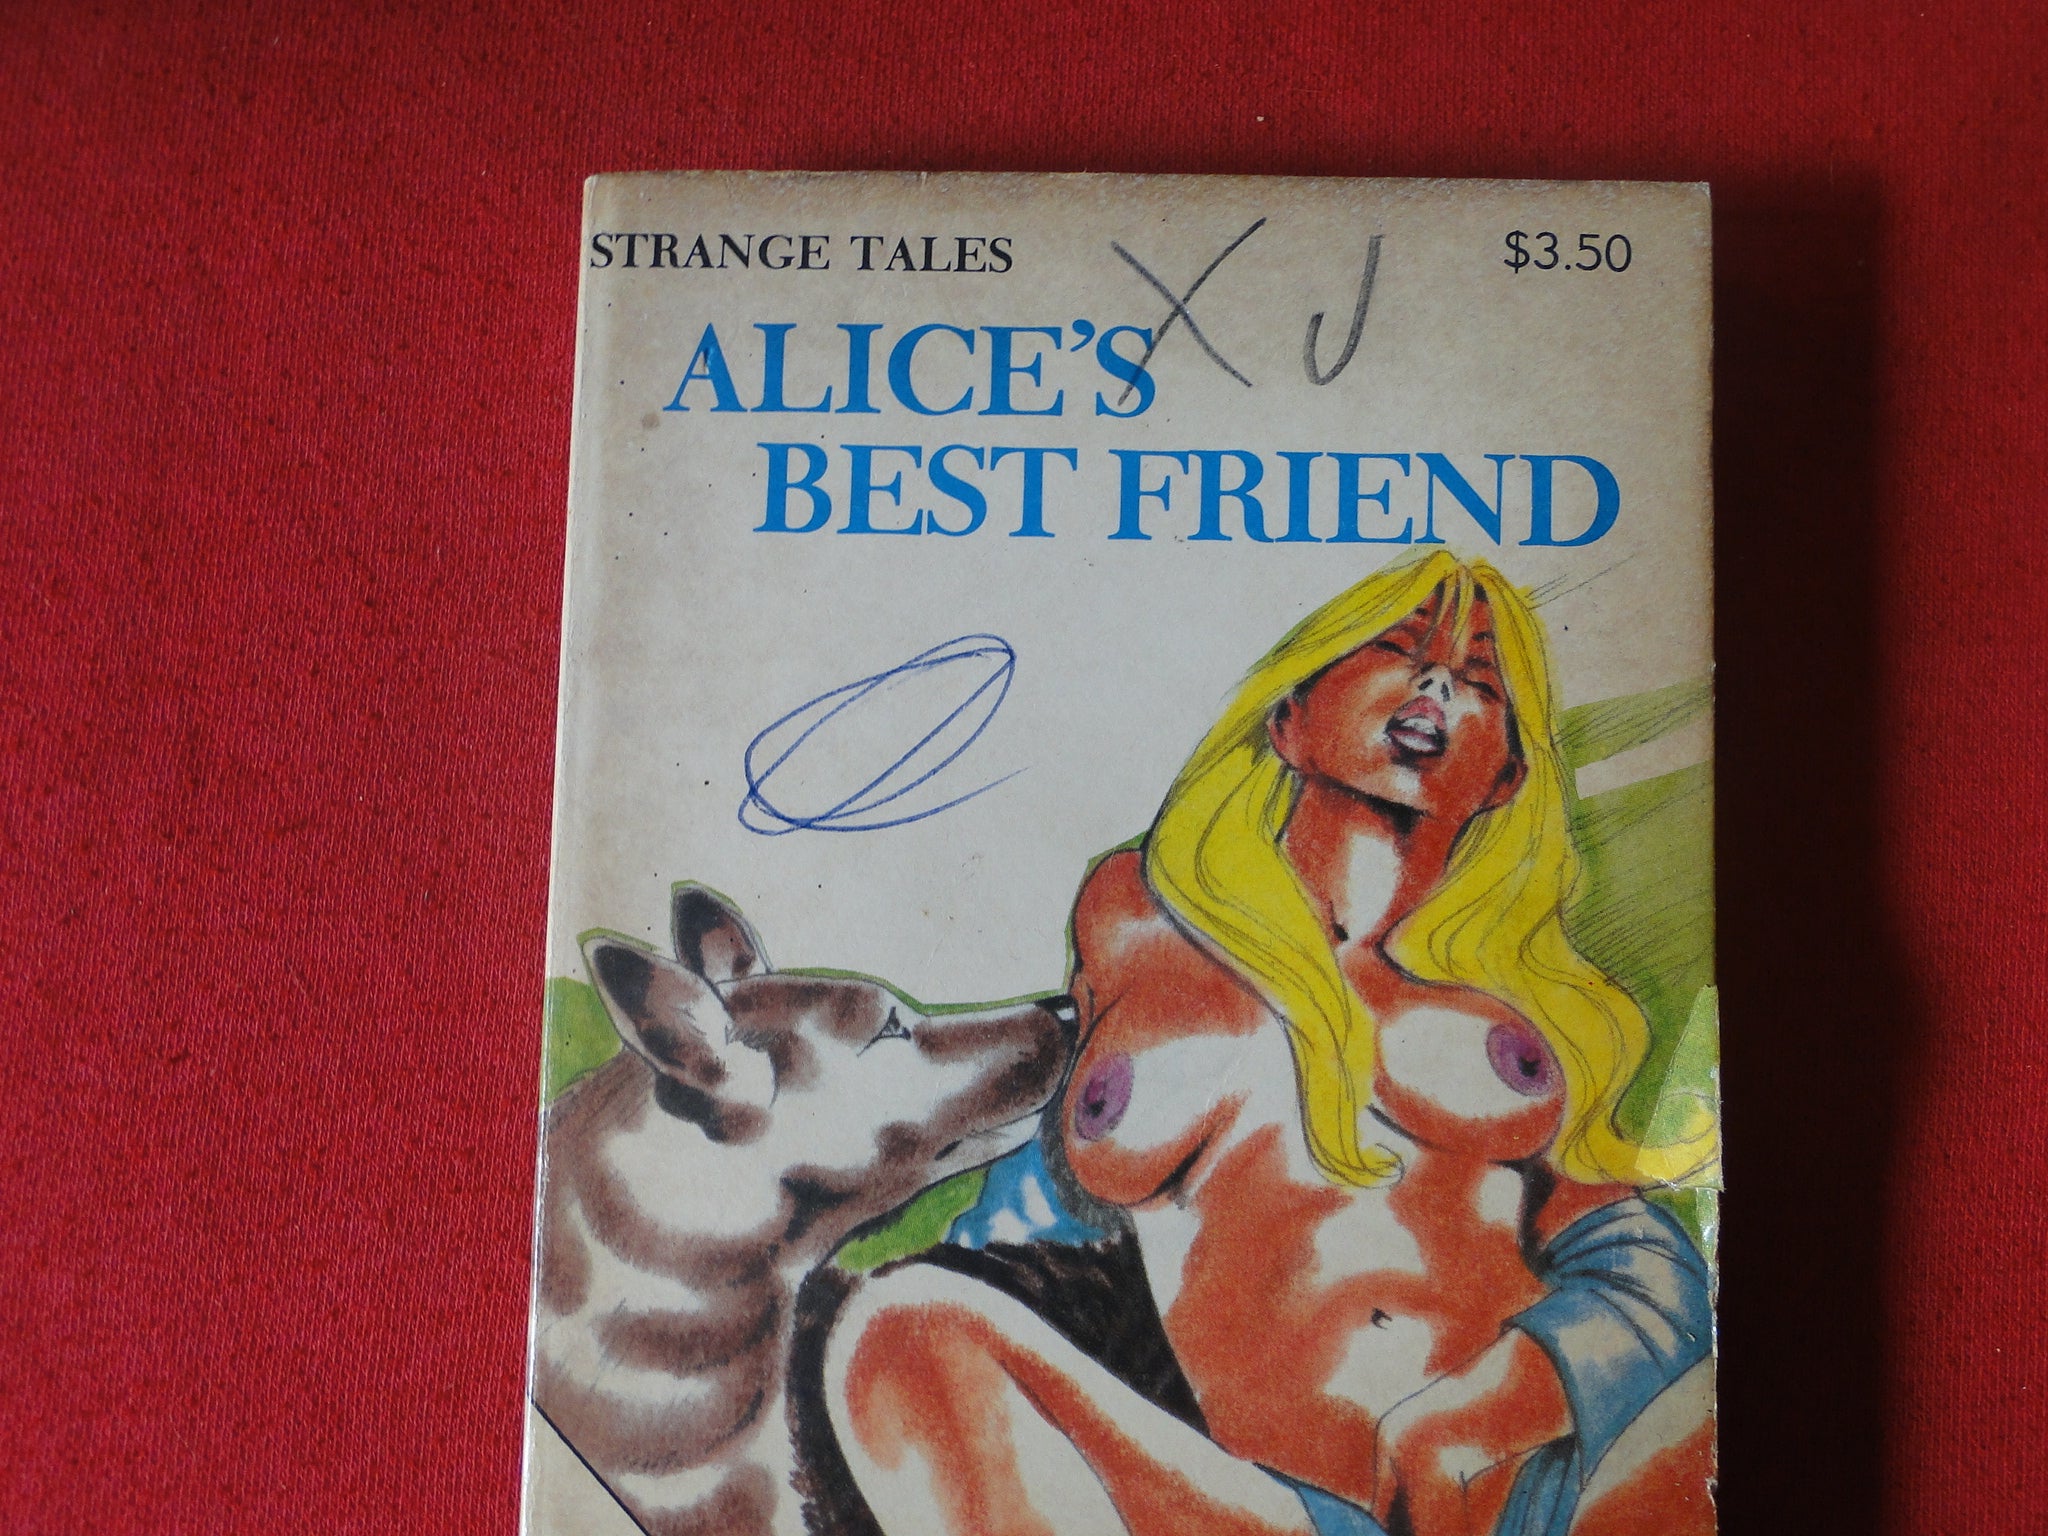 STRANGE TALES
X J
$3.50
ALICE'S
BEST FRIEND